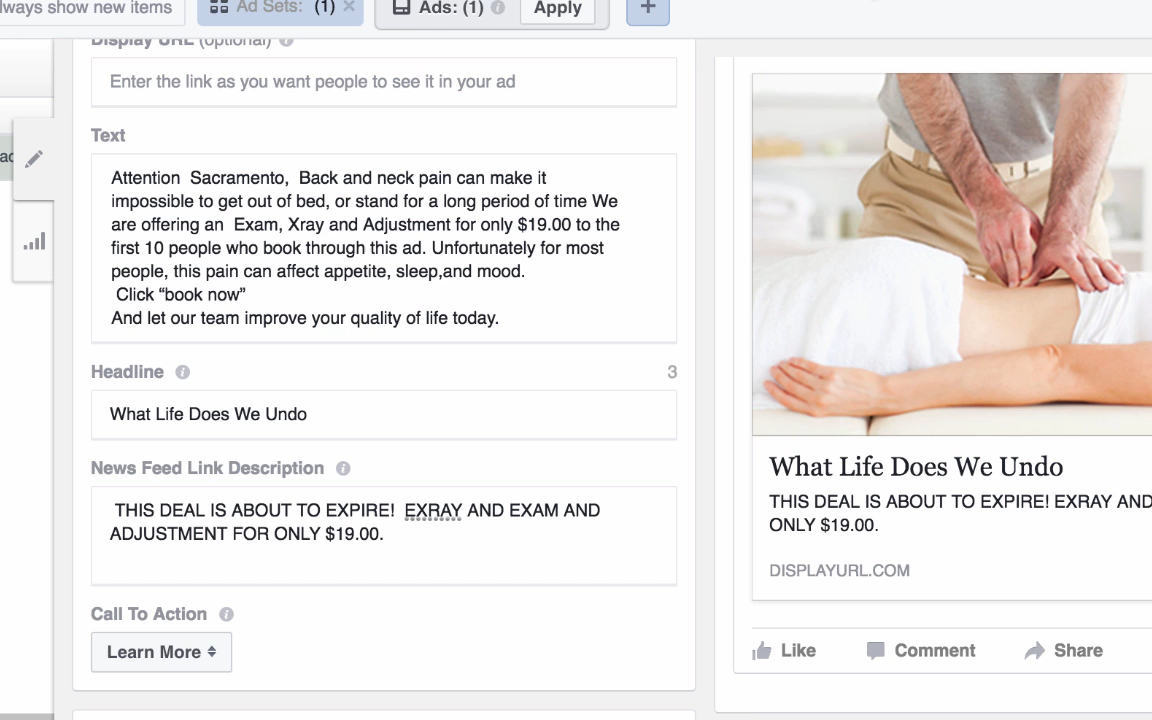 lways show new items
Ad Sets: (1) ×
Ads: (1)
Apply
+
Display URL (optional)
Enter the link as you want people to see it in your ad
Text
Attention  Sacramento,  Back and neck pain can make it
impossible to get out of bed, or stand for a long period of time We
are offering an  Exam, Xray and Adjustment for only $19.00 to the
first 10 people who book through this ad. Unfortunately for most
people, this pain can affect appetite, sleep,and mood.
Click “book now”
And let our team improve your quality of life today.
Headline
3
What Life Does We Undo
News Feed Link Description
THIS DEAL IS ABOUT TO EXPIRE!  EXRAY AND EXAM AND
ADJUSTMENT FOR ONLY $19.00.
Call To Action
Learn More
What Life Does We Undo
THIS DEAL IS ABOUT TO EXPIRE! EXRAY AND
ONLY $19.00.
DISPLAYURL.COM
Like
Comment
Share